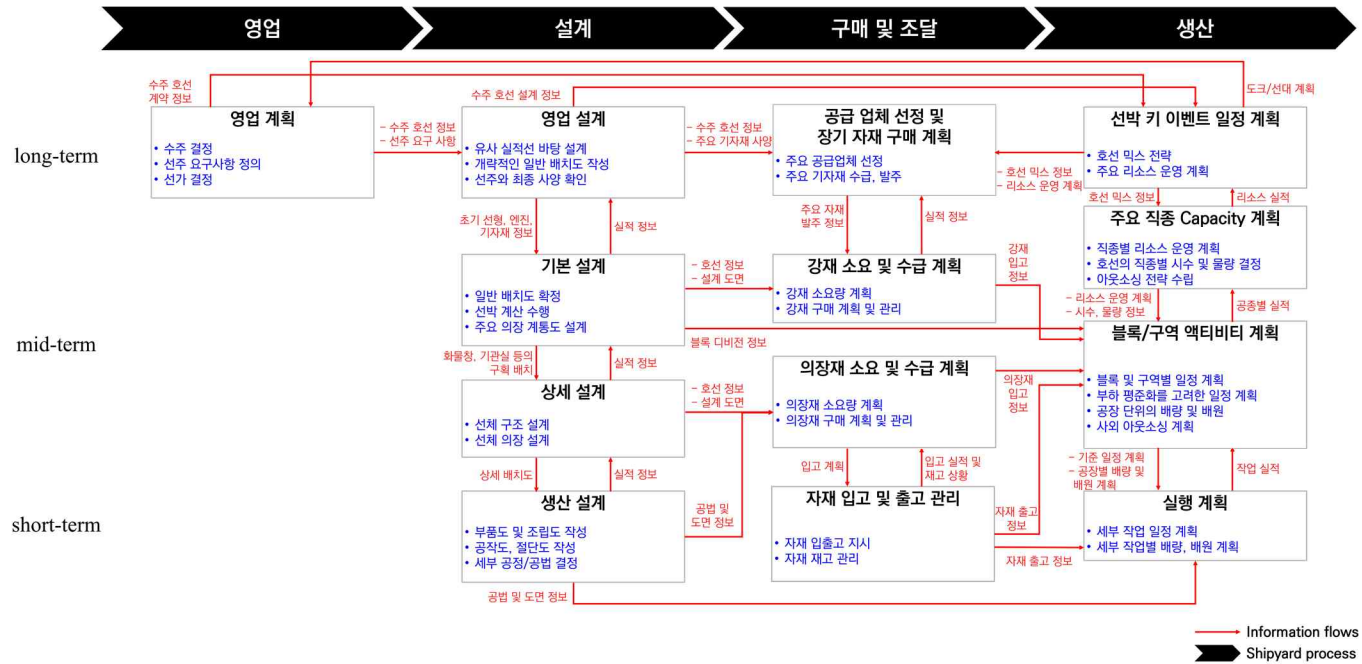 영업
설계
구매 및 조달
생산
long-term
mid-term
short-term
수주 호선
계약 정보
영업 계획
• 수주 결정
• 선주 요구사항 정의
• 선가 결정
- 수주 호선 정보
- 선주 요구 사항
수주 호선 설계 정보
영업 설계
• 유사 실적선 바탕 설계
• 개략적인 일반 배치도 작성
• 선주와 최종 사양 확인
- 수주 호선 정보
- 주요 기자재 사양
공급 업체 선정 및
장기 자재 구매 계획
• 주요 공급업체 선정
• 주요 기자재 수급, 발주
- 호선 믹스 정보
- 리소스 운영 계획
도크/선대 계획
선박 키 이벤트 일정 계획
• 호선 믹스 전략
• 주요 리소스 운영 계획
호선 믹스 정보
리소스 실적
초기 선형, 엔진,
기자재 정보
실적 정보
주요 자재
발주 정보
실적 정보
주요 직종 Capacity 계획
• 직종별 리소스 운영 계획
• 호선의 직종별 시수 및 물량 결정
• 아웃소싱 전략 수립
기본 설계
• 일반 배치도 확정
• 선박 계산 수행
• 주요 의장 계통도 설계
- 호선 정보
- 설계 도면
강재 소요 및 수급 계획
• 강재 소요량 계획
• 강재 구매 계획 및 관리
강재
입고
정보
- 리소스 운영 계획
- 시수, 물량 정보
공종별 실적
블록 디비전 정보
블록/구역 액티비티 계획
• 블록 및 구역별 일정 계획
• 부하 평준화를 고려한 일정 계획
• 공장 단위의 배량 및 배원
• 사외 아웃소싱 계획
화물창, 기관실 등의
구획 배치
실적 정보
상세 설계
• 선체 구조 설계
• 선체 의장 설계
- 호선 정보
- 설계 도면
의장재 소요 및 수급 계획
• 의장재 소요량 계획
• 의장재 구매 계획 및 관리
의장재
입고
정보
상세 배치도
실적 정보
입고 계획
입고 실적 및
재고 상황
- 기준 일정 계획
- 공장별 배량 및
배원 계획
작업 실적
생산 설계
• 부품도 및 조립도 작성
• 공작도, 절단도 작성
• 세부 공정/공법 결정
공법 및
도면 정보
자재 입고 및 출고 관리
• 자재 입출고 지시
• 자재 재고 관리
자재 출고
정보
자재 출고 정보
실행 계획
• 세부 작업 일정 계획
• 세부 작업별 배량, 배원 계획
공법 및 도면 정보
Information flows
Shipyard process